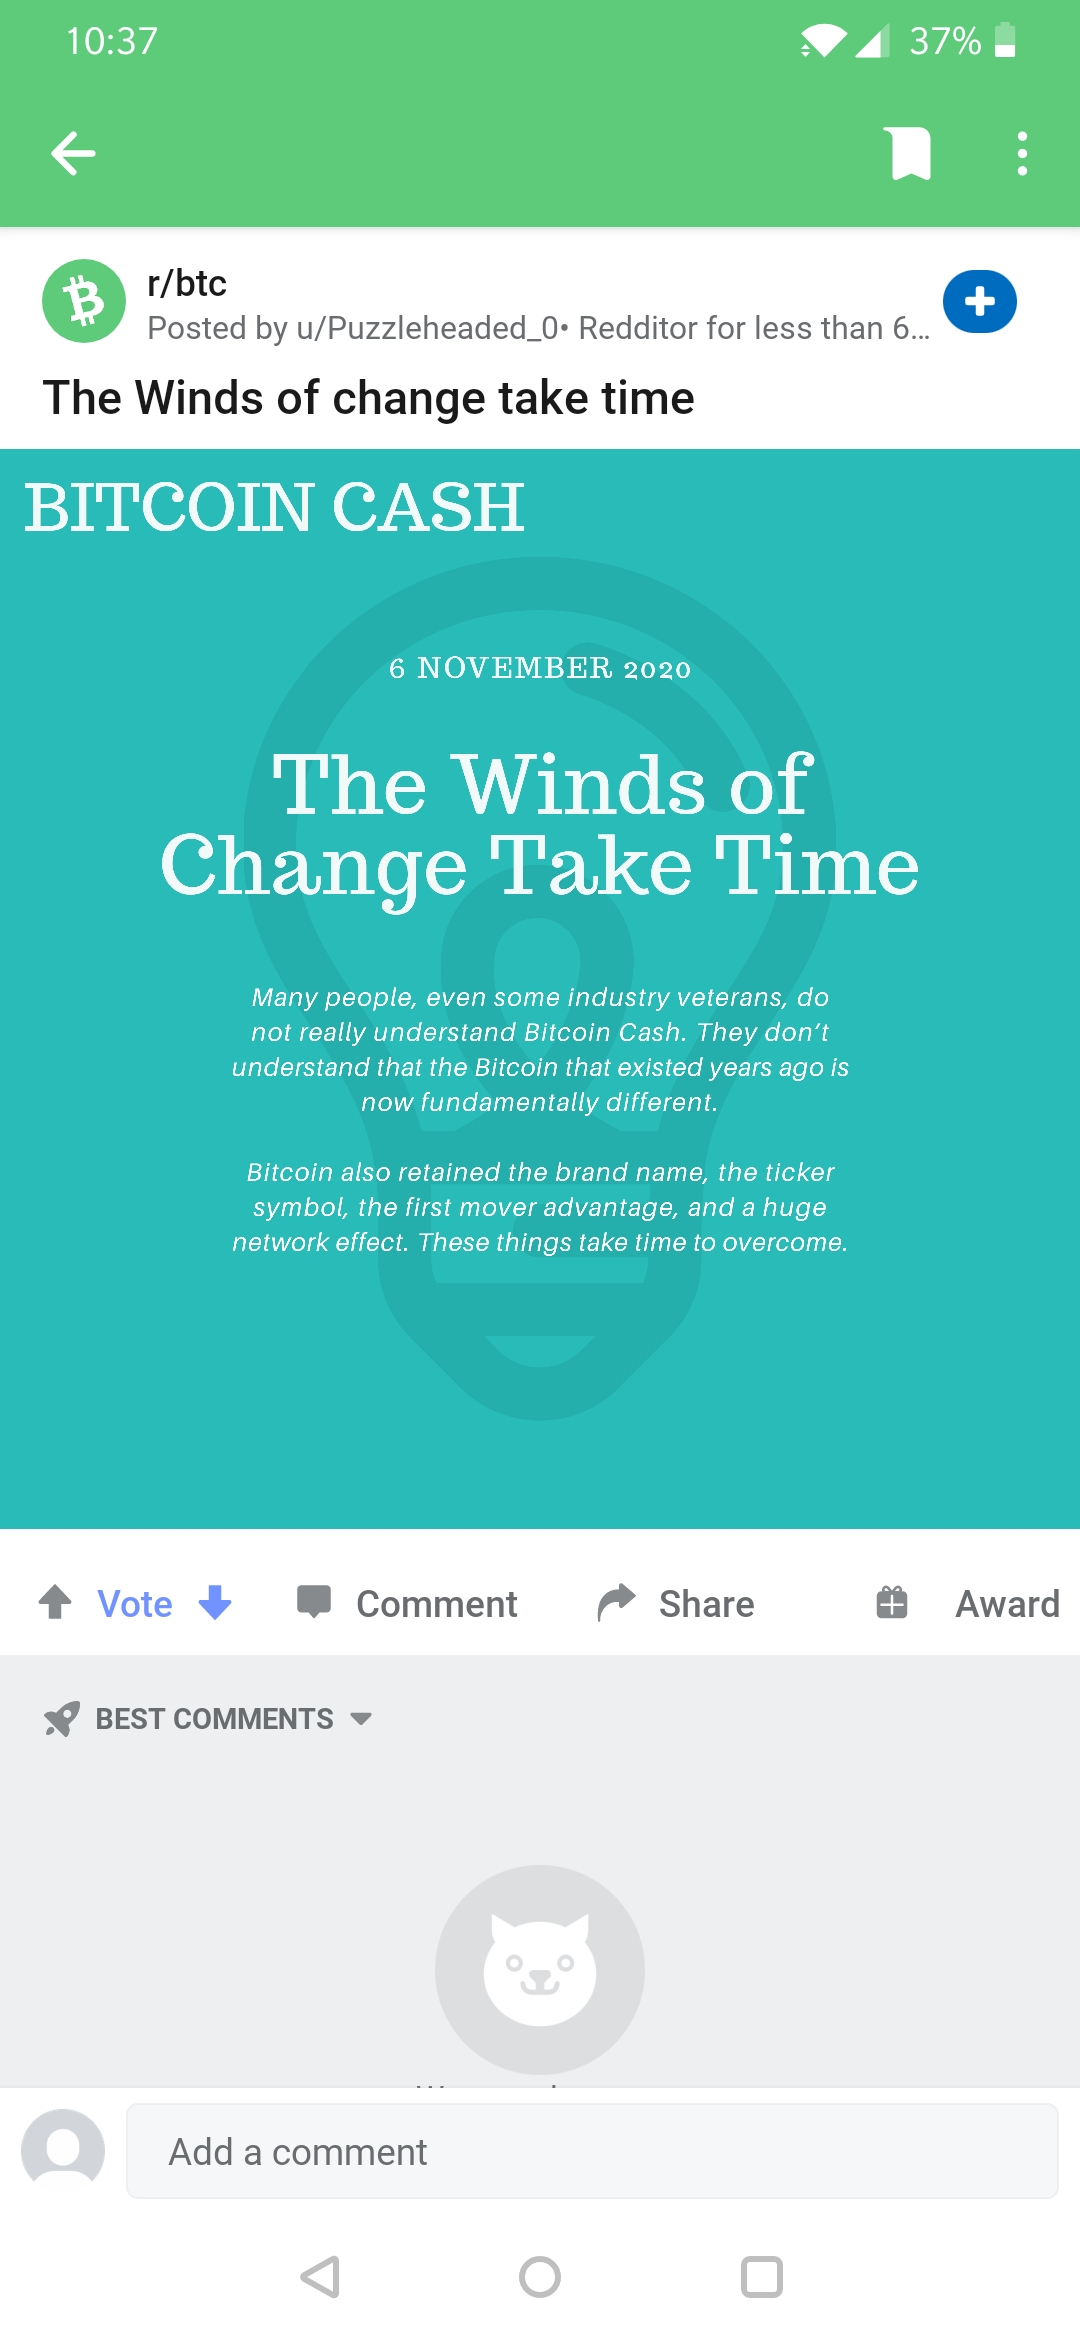 10:37
37%
r/btc
Posted by u/Puzzleheaded_0• Redditor for less than 6...
The Winds of change take time
BITCOIN CASH
6 NOVEMBER 2020
The Winds of
Change Take Time
Many people, even some industry veterans, do
not really understand Bitcoin Cash. They don't
understand that the Bitcoin that existed years ago is
now fundamentally different.
Bitcoin also retained the brand name, the ticker
symbol, the first mover advantage, and a huge
network effect. These things take time to overcome.
Vote
Comment
Share
Award
BEST COMMENTS
Add a comment